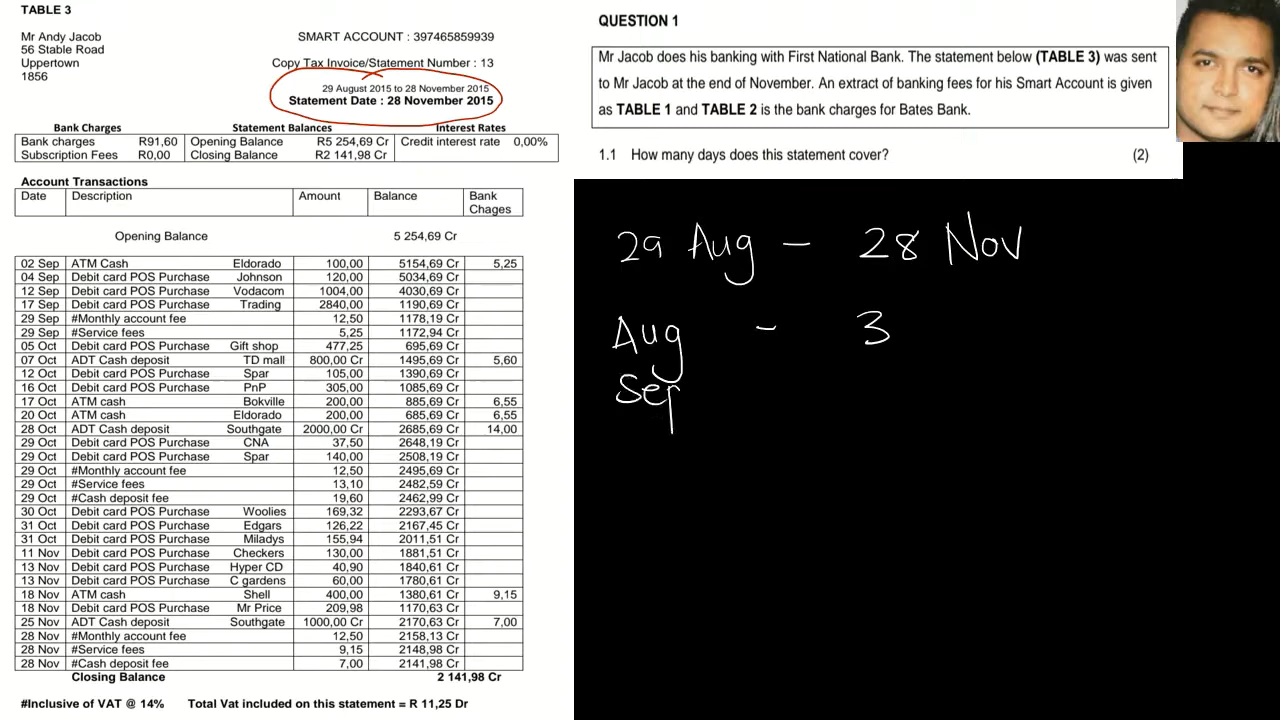 TABLE 3
Mr Andy Jacob
56 Stable Road
Uppertown
1856
SMART ACCOUNT : 397465859939
Copy Tax Invoice/Statement Number : 13
29 August 2015 to 28 November 2015
Statement Date : 28 November 2015
Bank Charges Statement Balances Interest Rates
Bank charges R91,60 Opening Balance R5 254,69 Cr Credit interest rate 0,00%
Subscription Fees R0,00 Closing Balance R2 141,98 Cr
Account Transactions
Date Description Amount Balance Bank
Chages
Opening Balance 5 254,69 Cr
02 Sep ATM Cash Eldorado 100,00 5154,69 Cr 5,25
04 Sep Debit card POS Purchase Johnson 120,00 5034,69 Cr
12 Sep Debit card POS Purchase Vodacom 1004,00 4030,69 Cr
17 Sep Debit card POS Purchase Trading 2840,00 1190,69 Cr
29 Sep #Monthly account fee 12,50 1178,19 Cr
29 Sep #Service fees 5,25 1172,94 Cr
05 Oct Debit card POS Purchase Gift shop 477,25 695,69 Cr
07 Oct ADT Cash deposit TD mall 800,00 Cr 1495,69 Cr 5,60
12 Oct Debit card POS Purchase Spar 105,00 1390,69 Cr
16 Oct Debit card POS Purchase PnP 305,00 1085,69 Cr
17 Oct ATM cash Bokville 200,00 885,69 Cr 6,55
20 Oct ATM cash Eldorado 200,00 685,69 Cr 6,55
28 Oct ADT Cash deposit Southgate 2000,00 Cr 2685,69 Cr 14,00
29 Oct Debit card POS Purchase CNA 37,50 2648,19 Cr
29 Oct Debit card POS Purchase Spar 140,00 2508,19 Cr
29 Oct #Monthly account fee 12,50 2495,69 Cr
29 Oct #Service fees 13,10 2482,59 Cr
29 Oct #Cash deposit fee 19,60 2462,99 Cr
30 Oct Debit card POS Purchase Woolies 169,32 2293,67 Cr
31 Oct Debit card POS Purchase Edgars 126,22 2167,45 Cr
31 Oct Debit card POS Purchase Miladys 155,94 2011,51 Cr
11 Nov Debit card POS Purchase Checkers 130,00 1881,51 Cr
13 Nov Debit card POS Purchase Hyper CD 40,90 1840,61 Cr
13 Nov Debit card POS Purchase C gardens 60,00 1780,61 Cr
18 Nov ATM cash Shell 400,00 1380,61 Cr 9,15
18 Nov Debit card POS Purchase Mr Price 209,98 1170,63 Cr
25 Nov ADT Cash deposit Southgate 1000,00 Cr 2170,63 Cr 7,00
28 Nov #Monthly account fee 12,50 2158,13 Cr
28 Nov #Service fees 9,15 2148,98 Cr
28 Nov #Cash deposit fee 7,00 2141,98 Cr
Closing Balance 2 141,98 Cr
#Inclusive of VAT @ 14% Total Vat included on this statement = R 11,25 Dr
QUESTION 1
Mr Jacob does his banking with First National Bank. The statement below (TABLE 3) was sent
to Mr Jacob at the end of November. An extract of banking fees for his Smart Account is given
as TABLE 1 and TABLE 2 is the bank charges for Bates Bank.
1.1 How many days does this statement cover? (2)
29 Aug - 28 Nov
Aug - 3
Sep